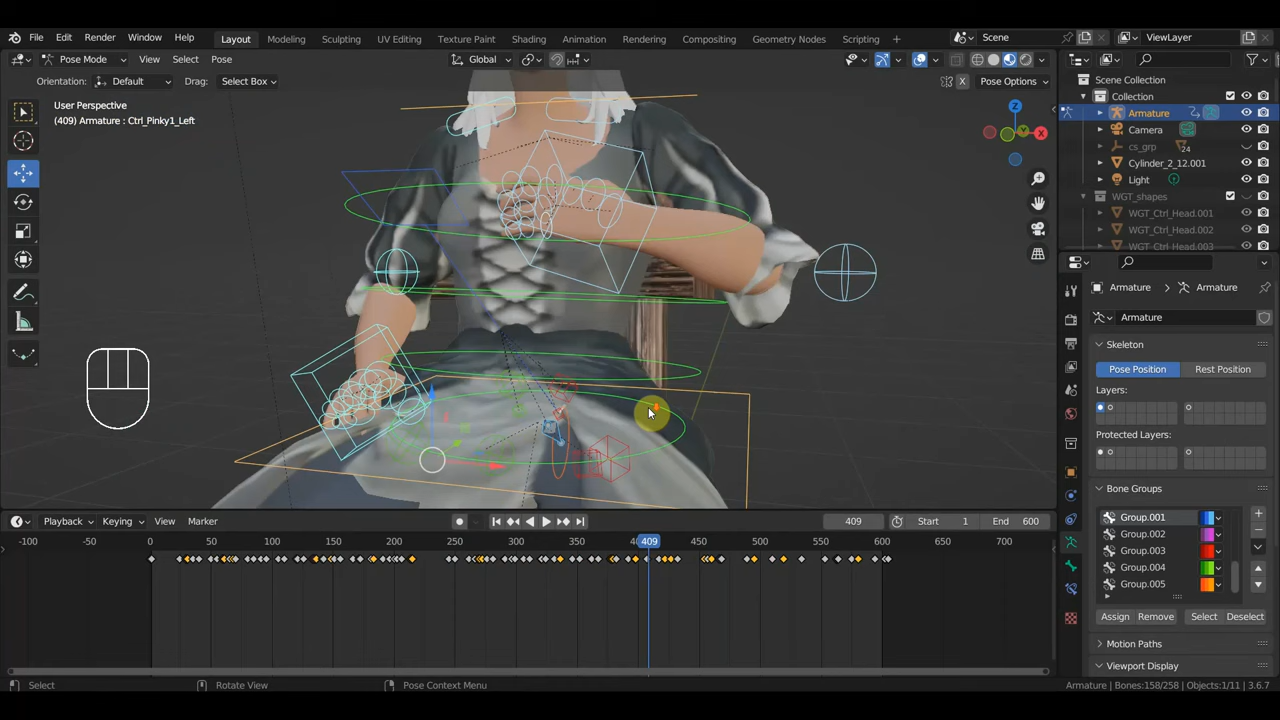 File Edit Render Window Help Layout Modeling Sculpting UV Editing Texture Paint Shading Animation Rendering Compositing Geometry Nodes Scripting + Scene ViewLayer
Pose Mode View Select Pose Global
Orientation: Default Drag: Select Box X Pose Options
User Perspective
(409) Armature : Ctrl_Pinky1_Left
Z
X
Y
Scene Collection
Collection
Armature
Camera
cs_grp 24
Cylinder_2_12.001
Light
WGT_shapes
WGT_Ctrl_Head.001
WGT_Ctrl_Head.002
WGT_Ctrl_Head.003
Armature > Armature
Armature
Skeleton
Pose Position Rest Position
Layers:
Protected Layers:
Bone Groups
Group.001
Group.002
Group.003
Group.004
Group.005
Assign Remove Select Deselect
Motion Paths
Viewport Display
Playback Keying View Marker 409 Start 1 End 600
-100 -50 0 50 100 150 200 250 300 350 409 450 500 550 600 650 700
Select Rotate View Pose Context Menu Armature | Bones:158/258 | Objects:1/11 | 3.6.7